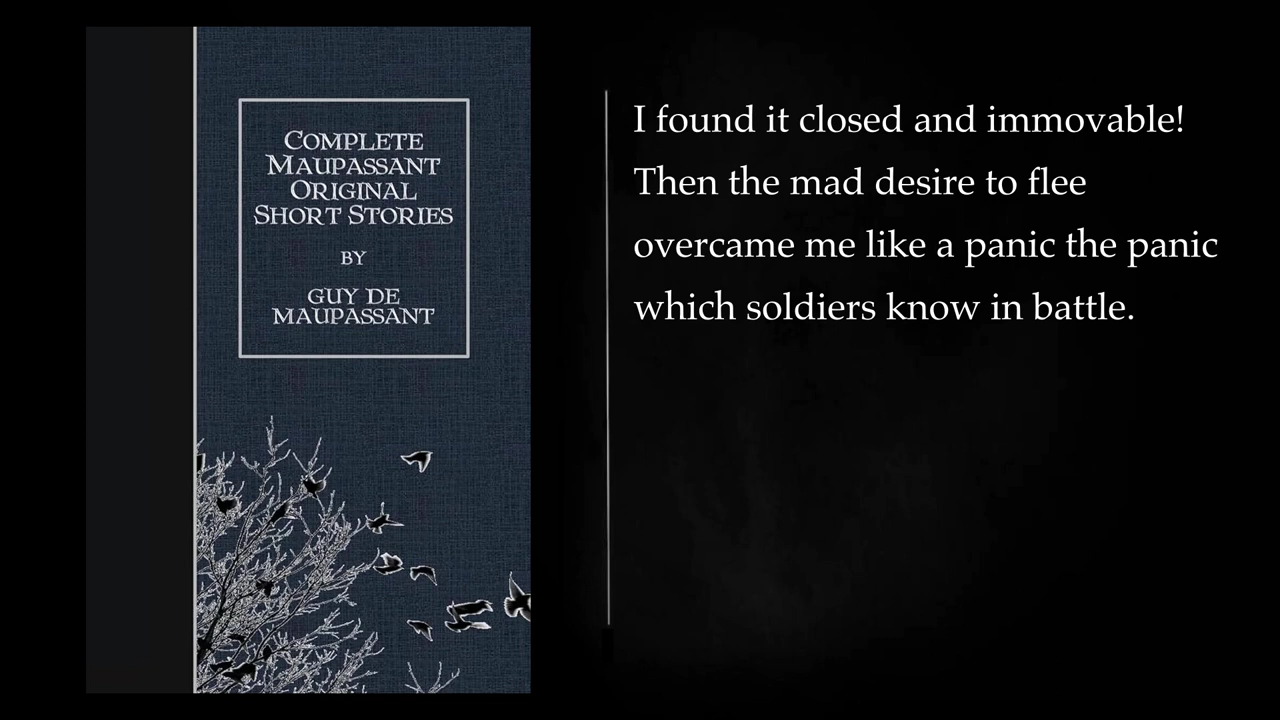 COMPLETE
MAUPASSANT
ORIGINAL
SHORT STORIES
BY
GUY DE
MAUPASSANT
I found it closed and immovable!
Then the mad desire to flee
overcame me like a panic the panic
which soldiers know in battle.